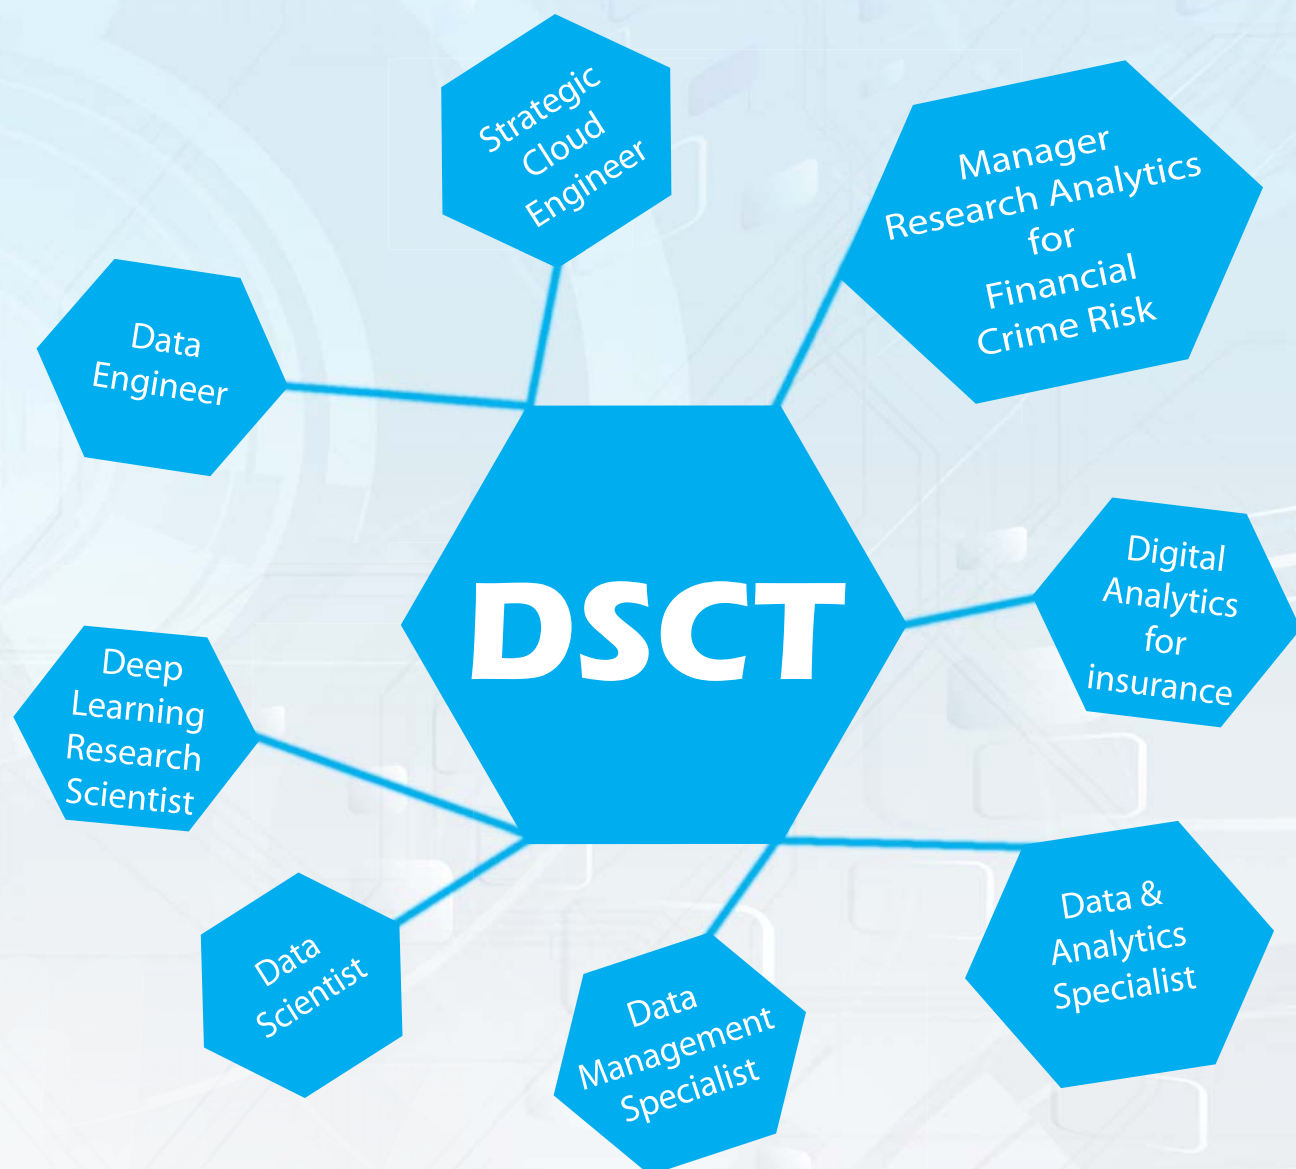 Strategic
Cloud
Engineer
Manager
Research Analytics
for
Financial
Crime Risk
Data
Engineer
DSCT
Digital
Analytics
for
insurance
Deep
Learning
Research
Scientist
Data &
Analytics
Specialist
Data
Scientist
Data
Management
Specialist